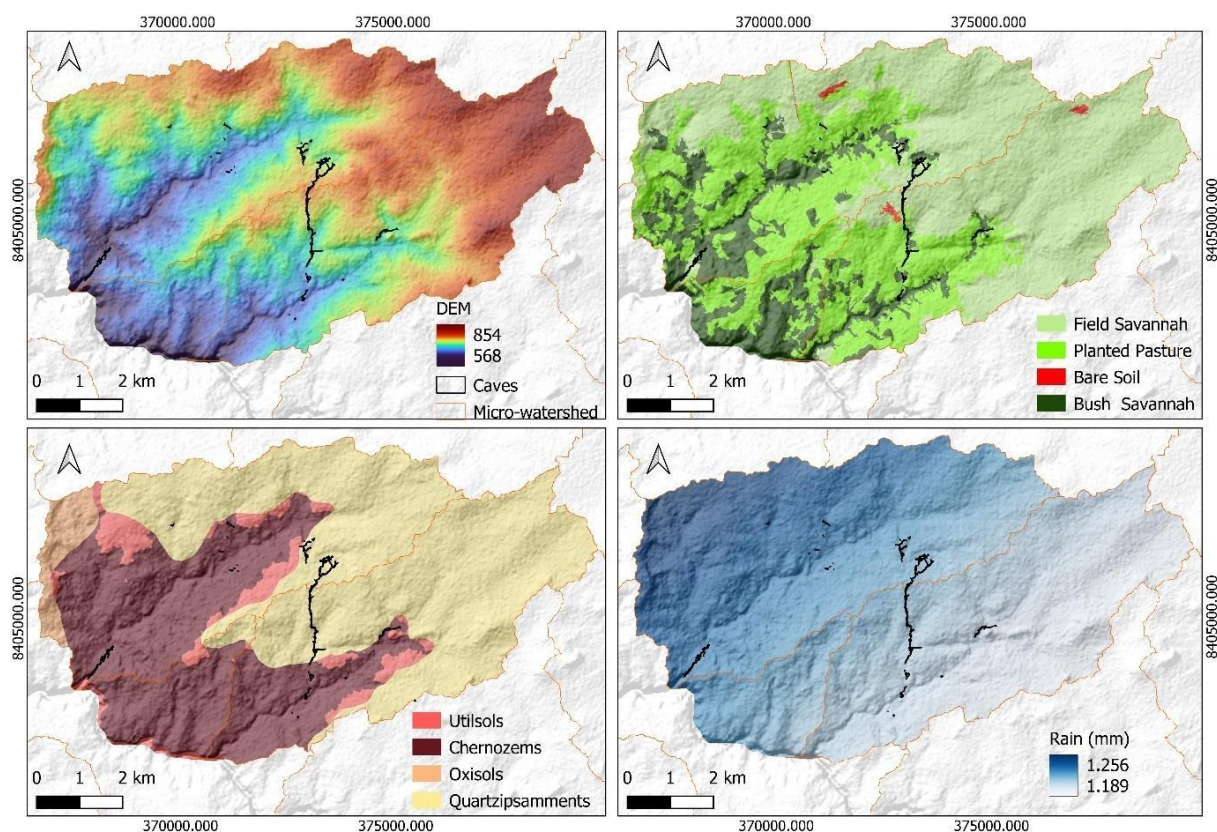 370000.000 375000.000
370000.000 375000.000
8405000.000
DEM
854
568
Caves
Micro-watershed
0 1 2 km
Field Savannah
Planted Pasture
Bare Soil
Bush Savannah
0 1 2 km
8405000.000
8405000.000
Utilsols
Chernozems
Oxisols
Quartzipsamments
0 1 2 km
Rain (mm)
1.256
1.189
0 1 2 km
8405000.000
370000.000 375000.000
370000.000 375000.000